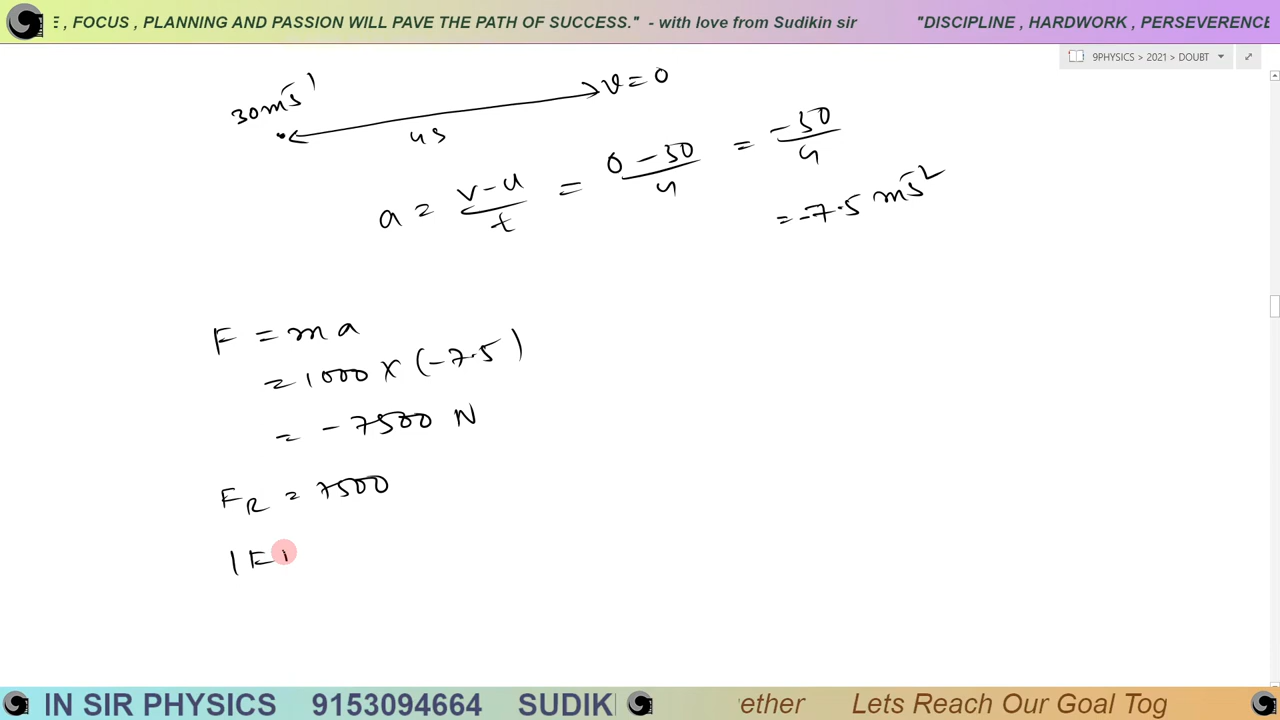 E , FOCUS , PLANNING AND PASSION WILL PAVE THE PATH OF SUCCESS." - with love from Sudikin sir "DISCIPLINE , HARDWORK , PERSEVERENCE
9PHYSICS > 2021 > DOUBT
30 ms⁻¹
v = 0
4s
a = (v - u)/t = (0 - 30)/4 = -30/4
= -7.5 ms⁻²
F = ma
= 1000 × (-7.5)
= - 7500 N
F_R = 7500
| F |
IN SIR PHYSICS 9153094664 SUDIK ether Lets Reach Our Goal Tog